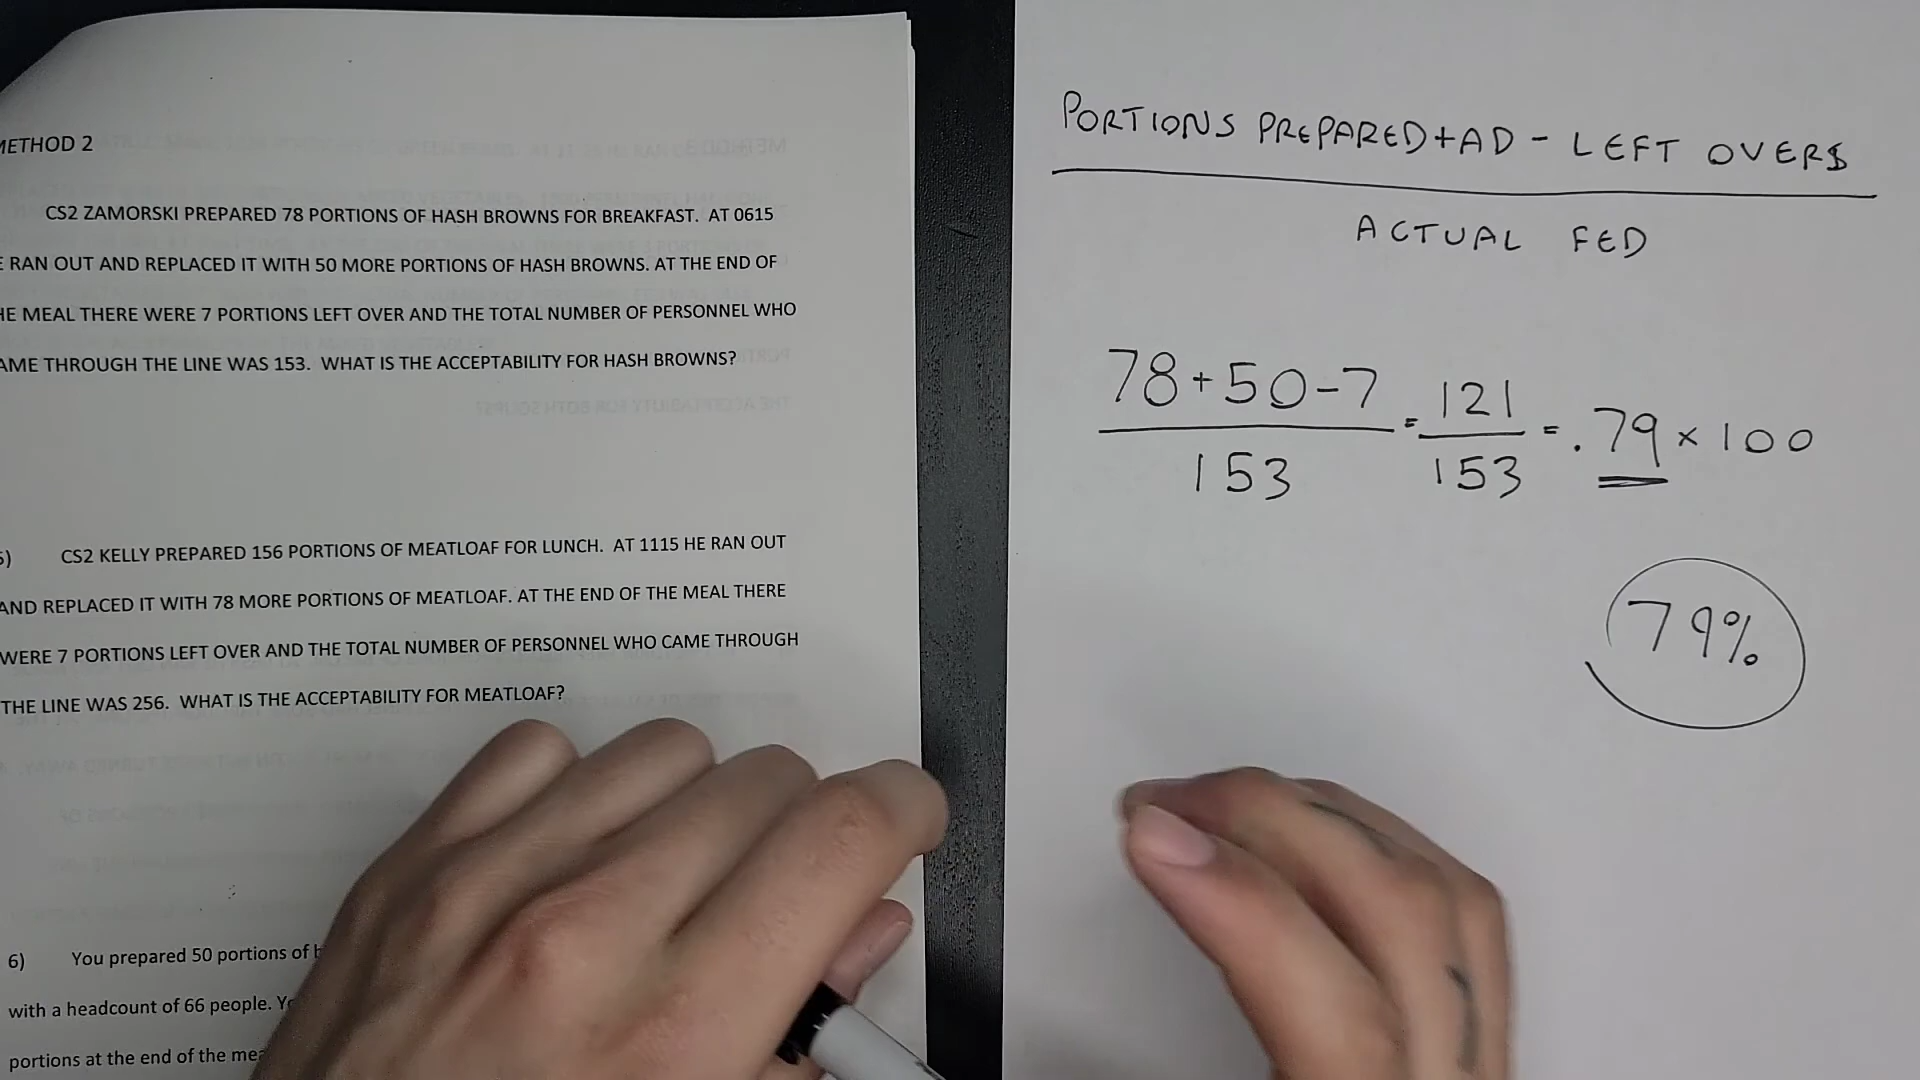 METHOD 2
CS2 ZAMORSKI PREPARED 78 PORTIONS OF HASH BROWNS FOR BREAKFAST. AT 0615
RAN OUT AND REPLACED IT WITH 50 MORE PORTIONS OF HASH BROWNS. AT THE END OF
HE MEAL THERE WERE 7 PORTIONS LEFT OVER AND THE TOTAL NUMBER OF PERSONNEL WHO
AME THROUGH THE LINE WAS 153. WHAT IS THE ACCEPTABILITY FOR HASH BROWNS?
5) CS2 KELLY PREPARED 156 PORTIONS OF MEATLOAF FOR LUNCH. AT 1115 HE RAN OUT
AND REPLACED IT WITH 78 MORE PORTIONS OF MEATLOAF. AT THE END OF THE MEAL THERE
WERE 7 PORTIONS LEFT OVER AND THE TOTAL NUMBER OF PERSONNEL WHO CAME THROUGH
THE LINE WAS 256. WHAT IS THE ACCEPTABILITY FOR MEATLOAF?
6) You prepared 50 portions of
with a headcount of 66 people.
portions at the end of the
PORTIONS PREPARED+AD - LEFT OVERS
ACTUAL FED
78+50-7 = 121 = .79 × 100
153 153
79%